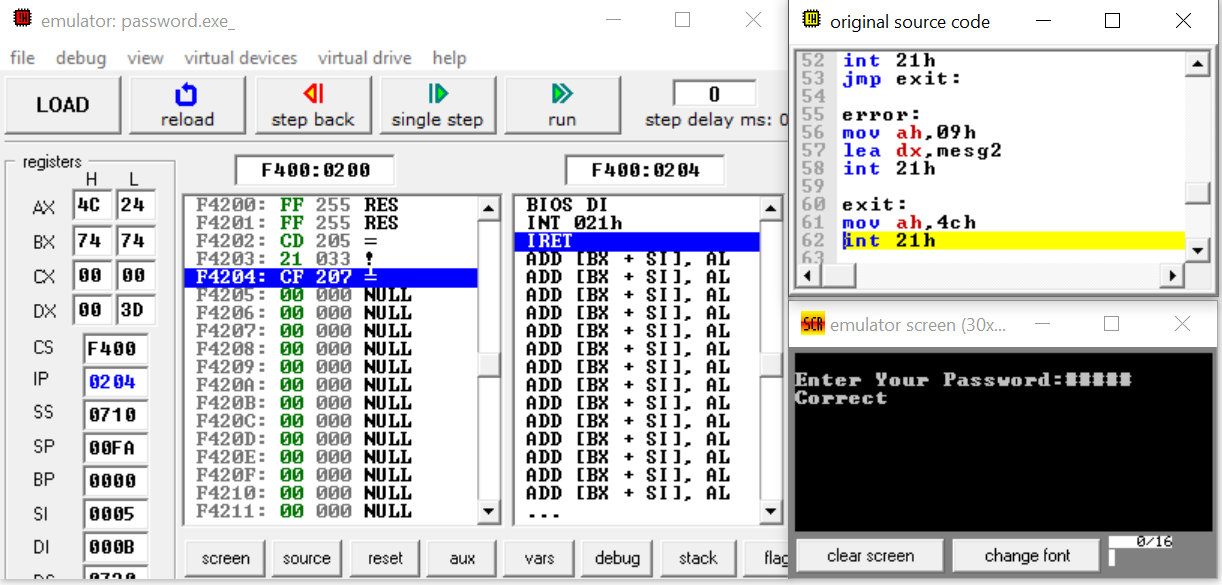 emulator: password.exe_
file debug view virtual devices virtual drive help
LOAD reload step back single step run 0 step delay ms: 0
registers F400:0200 F400:0204
H L
AX 4C 24
BX 74 74
CX 00 00
DX 00 3D
CS F400
IP 0204
SS 0710
SP 00FA
BP 0000
SI 0005
DI 000B
F4200: FF 255 RES
F4201: FF 255 RES
F4202: CD 205 =
F4203: 21 033 !
F4204: CF 207 ╧
F4205: 00 000 NULL
F4206: 00 000 NULL
F4207: 00 000 NULL
F4208: 00 000 NULL
F4209: 00 000 NULL
F420A: 00 000 NULL
F420B: 00 000 NULL
F420C: 00 000 NULL
F420D: 00 000 NULL
F420E: 00 000 NULL
F420F: 00 000 NULL
F4210: 00 000 NULL
F4211: 00 000 NULL
BIOS DI
INT 021h
IRET
ADD [BX + SI], AL
ADD [BX + SI], AL
ADD [BX + SI], AL
ADD [BX + SI], AL
ADD [BX + SI], AL
ADD [BX + SI], AL
ADD [BX + SI], AL
ADD [BX + SI], AL
ADD [BX + SI], AL
ADD [BX + SI], AL
ADD [BX + SI], AL
ADD [BX + SI], AL
ADD [BX + SI], AL
ADD [BX + SI], AL
...
screen source reset aux vars debug stack flag
original source code
52 int 21h
53 jmp exit:
54
55 error:
56 mov ah,09h
57 lea dx,mesg2
58 int 21h
59
60 exit:
61 mov ah,4ch
62 int 21h
63
SCR emulator screen (30x...
Enter Your Password:#####
Correct
clear screen change font 0/16